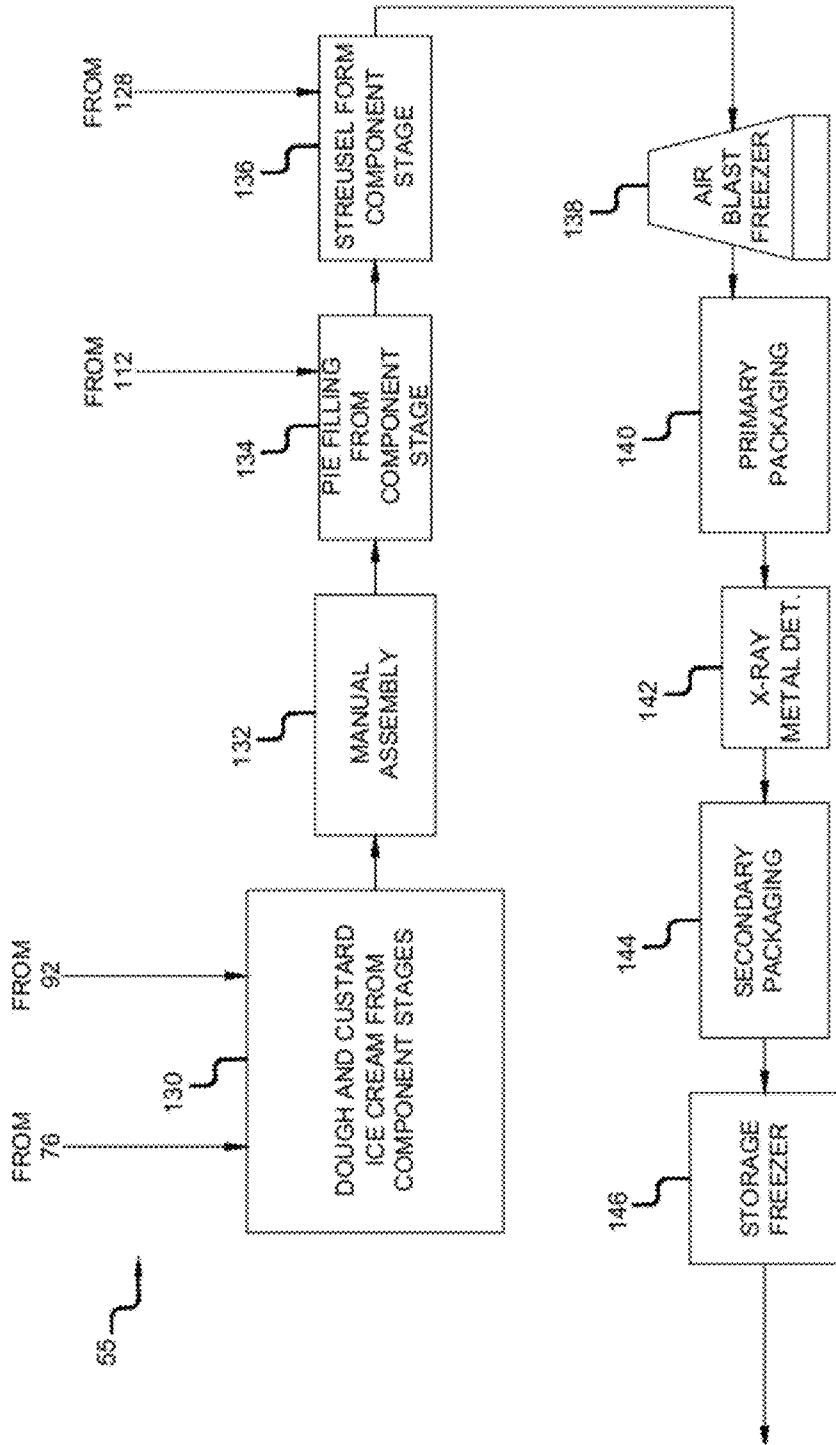 55
FROM
78
FROM
92
130
DOUGH AND CUSTARD
ICE CREAM FROM
COMPONENT STAGES
132
MANUAL
ASSEMBLY
FROM
112
134
PIE FILLING
FROM
COMPONENT
STAGE
FROM
128
136
STREUSEL FORM
COMPONENT
STAGE
138
AIR
BLAST
FREEZER
140
PRIMARY
PACKAGING
142
X-RAY
METAL DET.
144
SECONDARY
PACKAGING
146
STORAGE
FREEZER